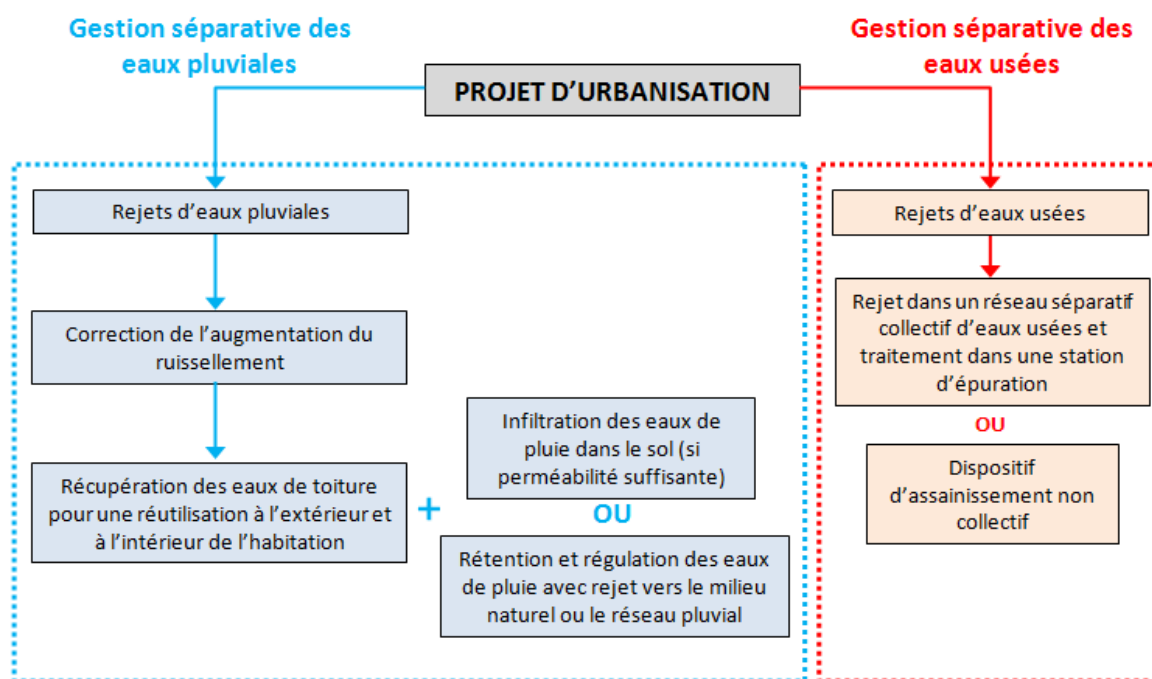 Gestion séparative des
eaux pluviales
Gestion séparative des
eaux usées
PROJET D'URBANISATION
Rejets d'eaux pluviales
Correction de l'augmentation du
ruissellement
Récupération des eaux de toiture
pour une réutilisation à l'extérieur et
à l'intérieur de l'habitation
+
Infiltration des eaux de
pluie dans le sol (si
perméabilité suffisante)
OU
Rétention et régulation des eaux
de pluie avec rejet vers le milieu
naturel ou le réseau pluvial
Rejets d'eaux usées
Rejet dans un réseau séparatif
collectif d'eaux usées et
traitement dans une station
d'épuration
OU
Dispositif
d'assainissement non
collectif